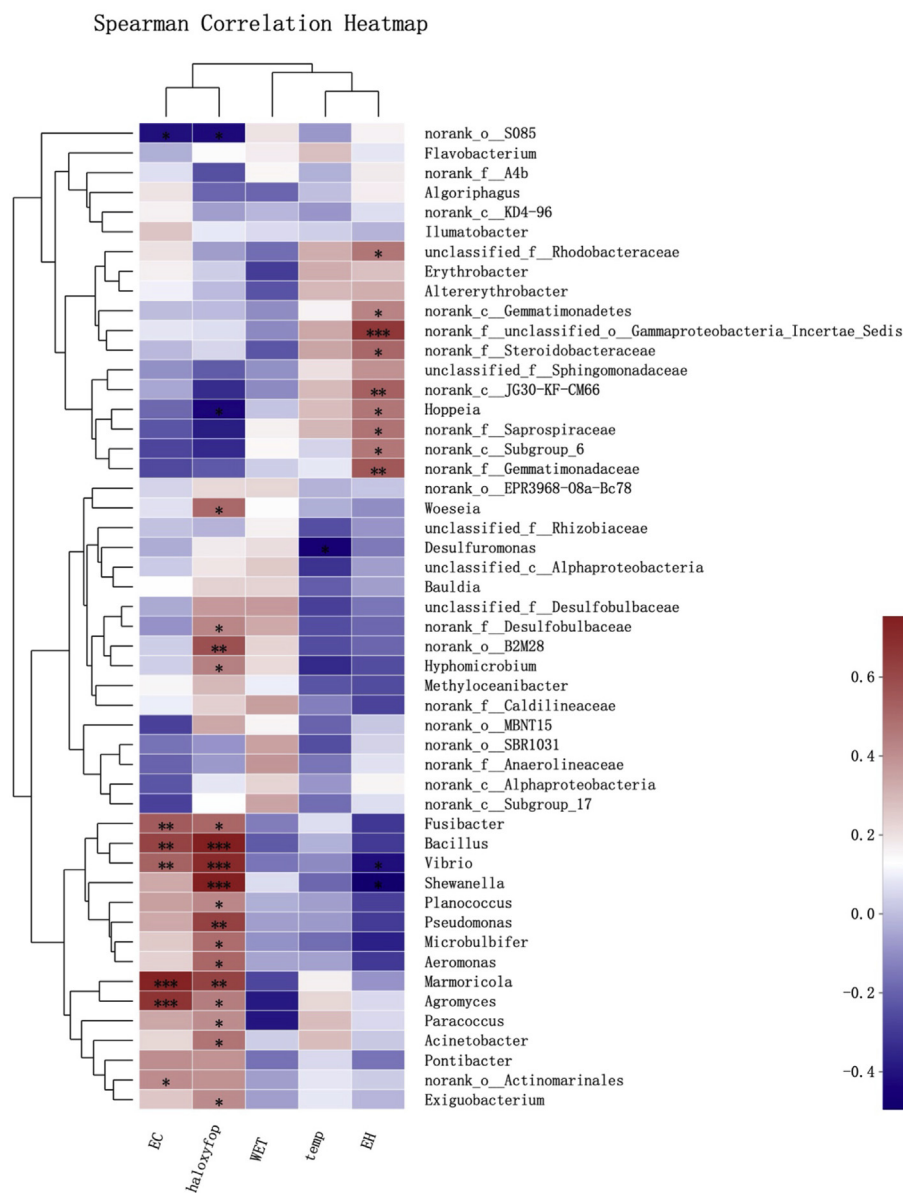 Spearman Correlation Heatmap
* * norank_o__S085
Flavobacterium
norank_f__A4b
Algoriphagus
norank_c__KD4-96
Ilumatobacter
* unclassified_f__Rhodobacteraceae
Erythrobacter
Altererythrobacter
* norank_c__Gemmatimonadetes
*** norank_f__unclassified_o__Gammaproteobacteria_Incertae_Sedis
* norank_f__Steroidobacteraceae
unclassified_f__Sphingomonadaceae
** norank_c__JG30-KF-CM66
* * Hoppeia
* norank_f__Saprospiraceae
* norank_c__Subgroup_6
** norank_f__Gemmatimonadaceae
norank_o__EPR3968-O8a-Bc78
* Woeseia
unclassified_f__Rhizobiaceae
* Desulfuromonas
unclassified_c__Alphaproteobacteria
Bauldia
unclassified_f__Desulfobulbaceae
* norank_f__Desulfobulbaceae
** norank_o__B2M28
* Hyphomicrobium
Methyloceanibacter
norank_f__Caldilineaceae
norank_o__MBNT15
norank_o__SBR1031
norank_f__Anaerolineaceae
norank_c__Alphaproteobacteria
norank_c__Subgroup_17
** * Fusibacter
** *** Bacillus
** *** * Vibrio
*** * Shewanella
* Planococcus
** Pseudomonas
* Microbulbifer
* Aeromonas
*** ** Marmoricola
*** * Agromyces
* Paracoccus
* Acinetobacter
Pontibacter
* norank_o__Actinomarinales
* Exiguobacterium
EC haloxyfop WET temp EH
0.6
0.4
0.2
0.0
-0.2
-0.4